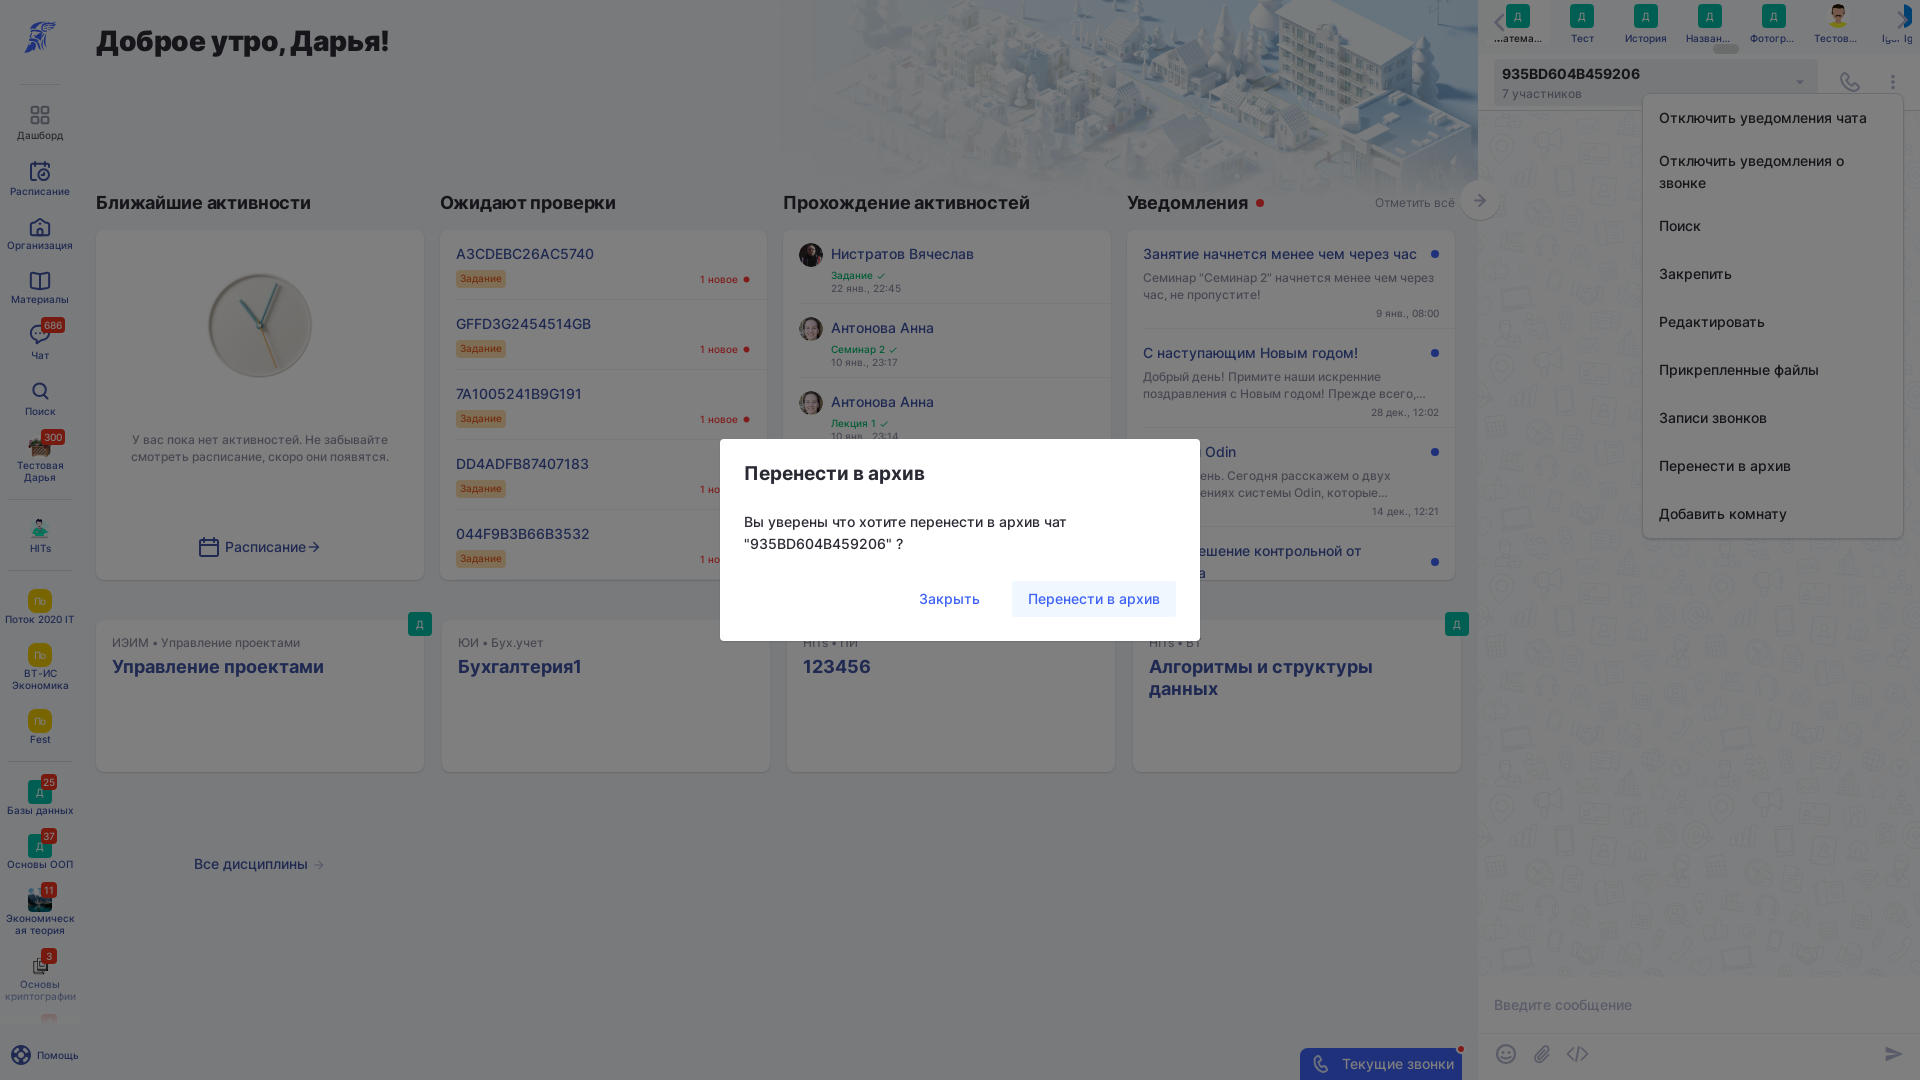 Доброе утро, Дарья!
Дашборд
Расписание
Организация
Материалы
686
Чат
Поиск
300
Тестовая
Дарья
HITs
По
Поток 2020 IT
По
ВТ-ИС
Экономика
По
Fest
25
Д
Базы данных
37
Д
Основы ООП
11
Экономическ
ая теория
3
Основы
криптографии
Помощь
Ближайшие активности
У вас пока нет активностей. Не забывайте
смотреть расписание, скоро они появятся.
Расписание
Ожидают проверки
A3CDEBC26AC5740
Задание
1 новое
GFFD3G2454514GB
Задание
1 новое
7A1005241B9G191
Задание
1 новое
DD4ADFB87407183
Задание
1 но
044F9B3B66B3532
Задание
1 но
Прохождение активностей
Нистратов Вячеслав
Задание
22 янв., 22:45
Антонова Анна
Семинар 2
10 янв., 23:17
Антонова Анна
Лекция 1
10 янв., 23:14
Уведомления
Отметить всё
Занятие начнется менее чем через час
Семинар "Семинар 2" начнется менее чем через
час, не пропустите!
9 янв., 08:00
С наступающим Новым годом!
Добрый день! Примите наши искренние
поздравления с Новым годом! Прежде всего,...
28 дек., 12:02
Odin
ень. Сегодня расскажем о двух
ениях системы Odin, которые...
14 дек., 12:21
ешение контрольной от
а
Перенести в архив
Вы уверены что хотите перенести в архив чат
"935BD604B459206" ?
Закрыть
Перенести в архив
Д
ИЭИМ • Управление проектами
Управление проектами
ЮИ • Бух.учет
Бухгалтерия1
HITs • ПИ
123456
Д
HITs • ВТ
Алгоритмы и структуры
данных
Все дисциплины
Текущие звонки
Д
Матема...
Д
Тест
Д
История
Д
Назван...
Д
Фотогр...
Тестов...
935BD604B459206
7 участников
Отключить уведомления чата
Отключить уведомления о
звонке
Поиск
Закрепить
Редактировать
Прикрепленные файлы
Записи звонков
Перенести в архив
Добавить комнату
Введите сообщение